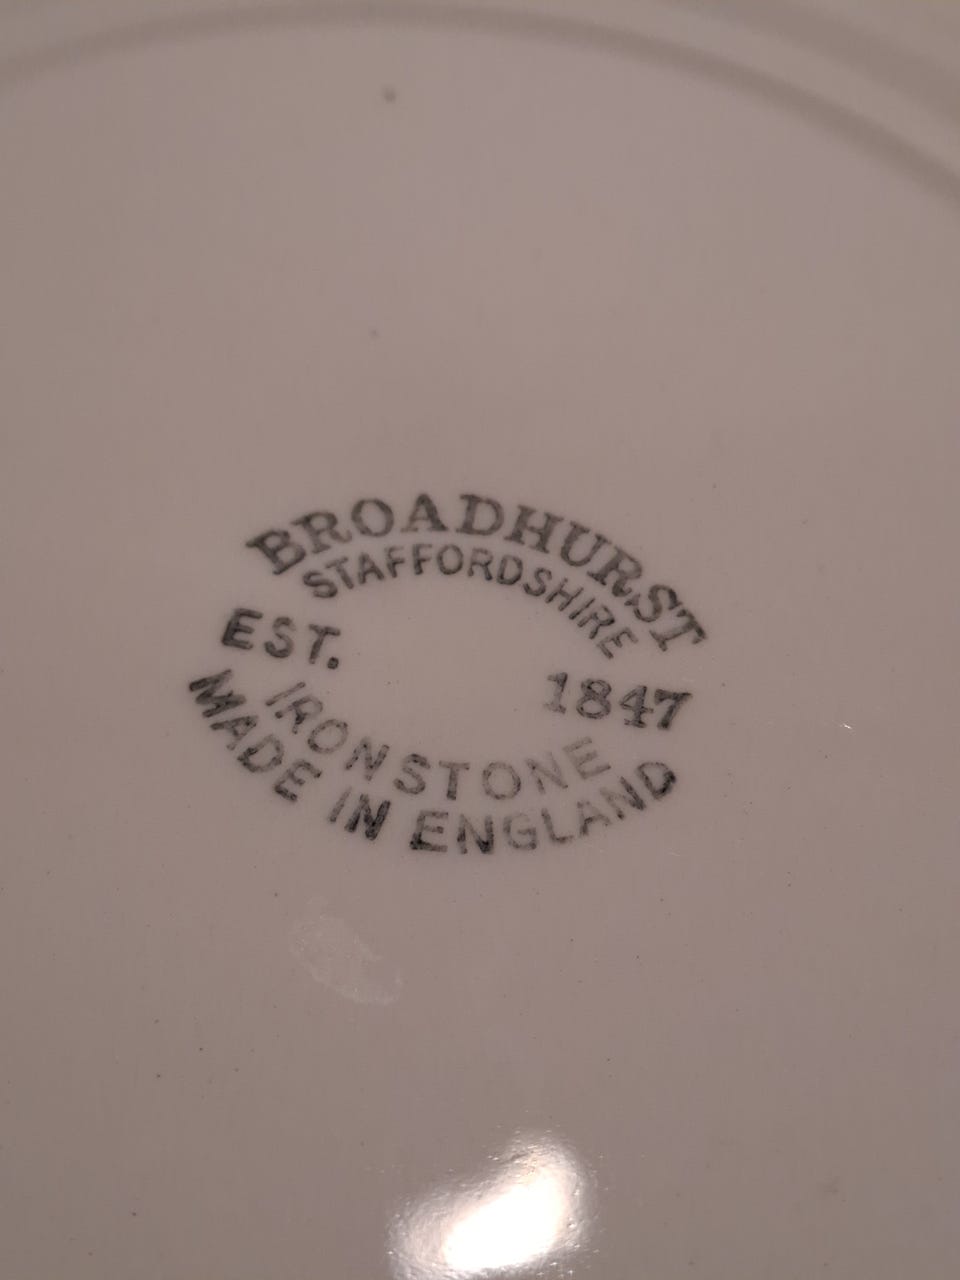 BROADHURST
STAFFORDSHIRE
EST. 1847
IRONSTONE
MADE IN ENGLAND